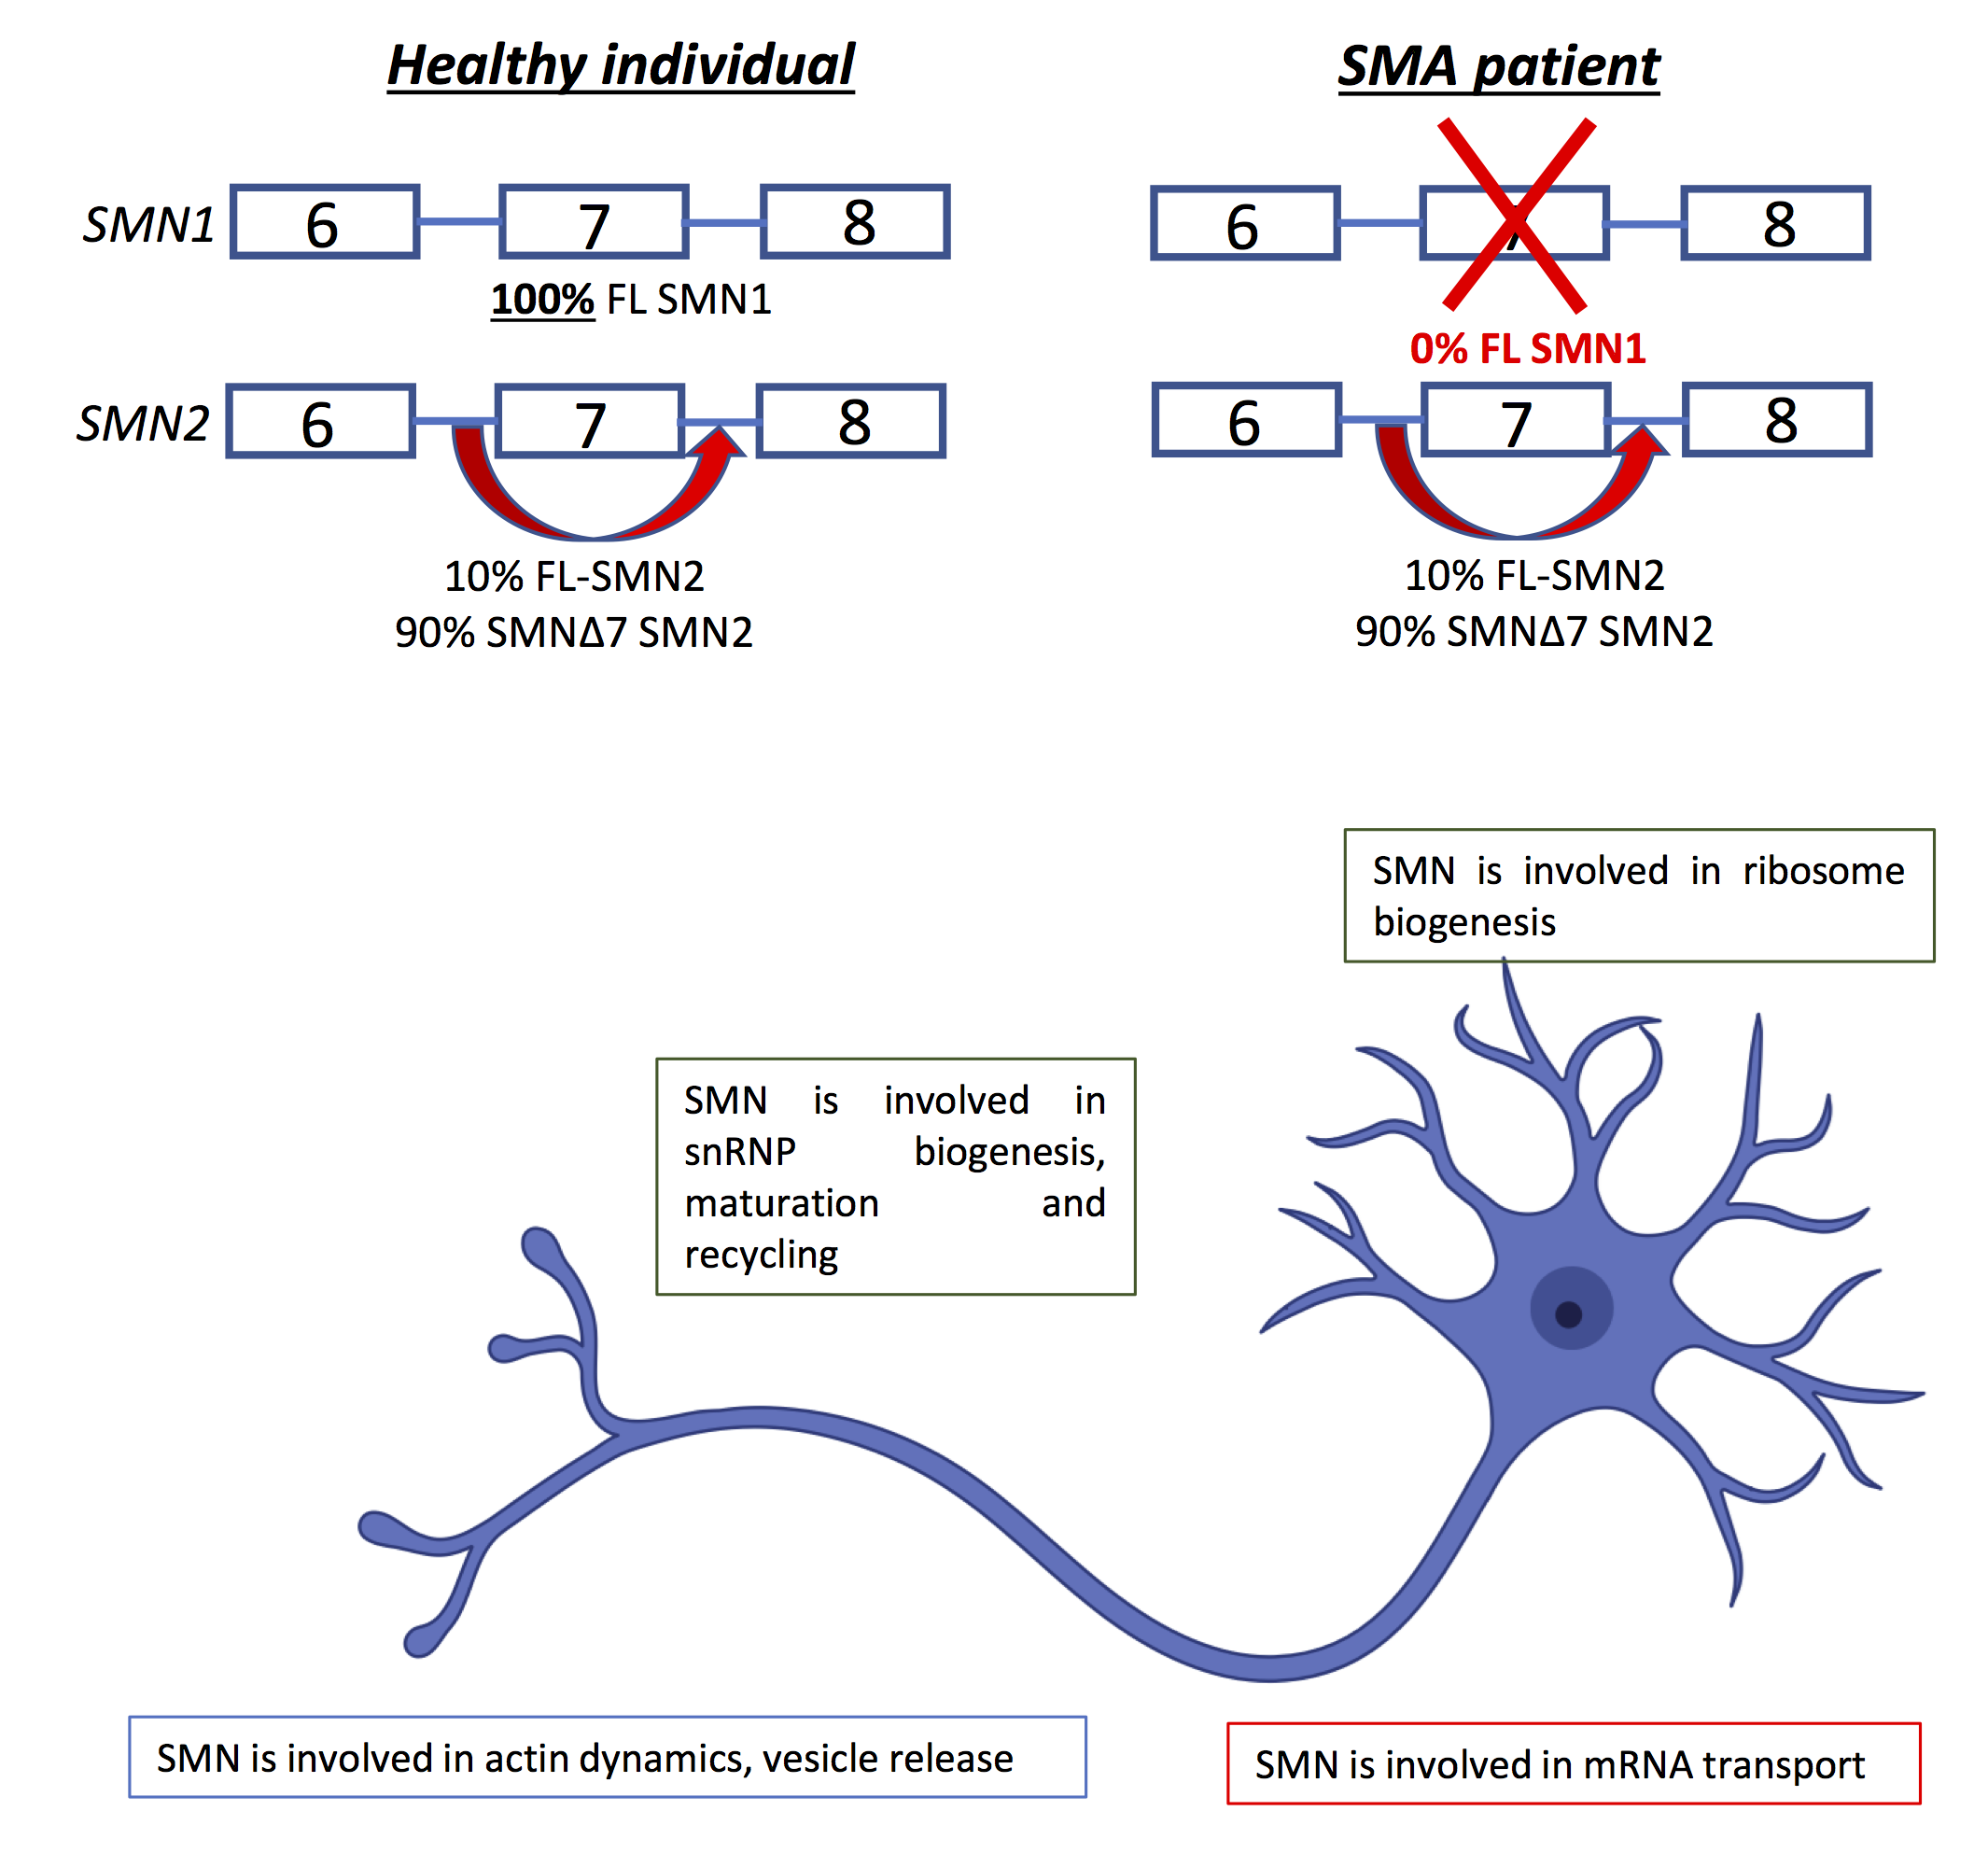 Healthy individual
SMA patient
SMN1
6
7
8
100% FL SMN1
6
7
8
0% FL SMN1
SMN2
6
7
8
10% FL-SMN2
90% SMNΔ7 SMN2
6
7
8
10% FL-SMN2
90% SMNΔ7 SMN2
SMN is involved in ribosome
biogenesis
SMN is involved in
snRNP biogenesis,
maturation and
recycling
SMN is involved in actin dynamics, vesicle release
SMN is involved in mRNA transport